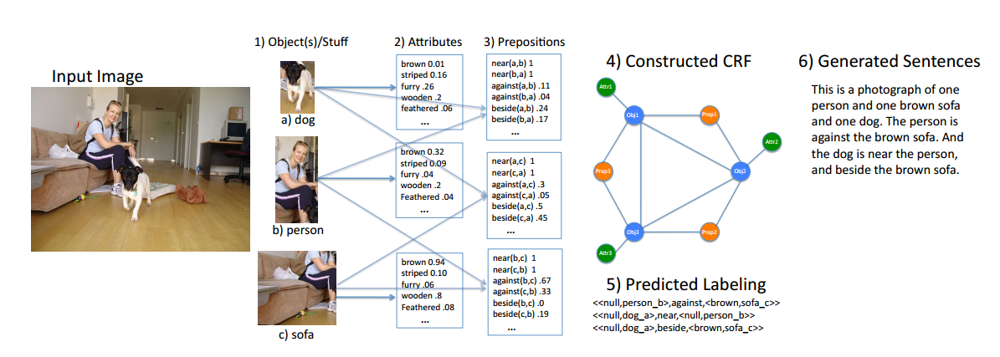 1) Object(s)/Stuff
2) Attributes
3) Prepositions
Input Image
a) dog
b) person
c) sofa
brown 0.01
striped 0.16
furry .26
wooden .2
feathered .06
...
brown 0.32
striped 0.09
furry .04
wooden .2
Feathered .04
...
brown 0.94
striped 0.10
furry .06
wooden .8
Feathered .08
...
near(a,b) 1
near(b,a) 1
against(a,b) .11
against(b,a) .04
beside(a,b) .24
beside(b,a) .17
...
near(a,c) 1
near(c,a) 1
against(a,c) .3
against(c,a) .05
beside(a,c) .5
beside(c,a) .45
...
near(b,c) 1
near(c,b) 1
against(b,c) .67
against(c,b) .33
beside(b,c) .0
beside(c,b) .19
...
4) Constructed CRF
Attr1
Obj1
Prep1
Attr2
Prep3
Obj2
Obj3
Prep2
Attr3
5) Predicted Labeling
<<null,person_b>,against,<brown,sofa_c>>
<<null,dog_a>,near,<null,person_b>>
<<null,dog_a>,beside,<brown,sofa_c>>
6) Generated Sentences
This is a photograph of one
person and one brown sofa
and one dog. The person is
against the brown sofa. And
the dog is near the person,
and beside the brown sofa.